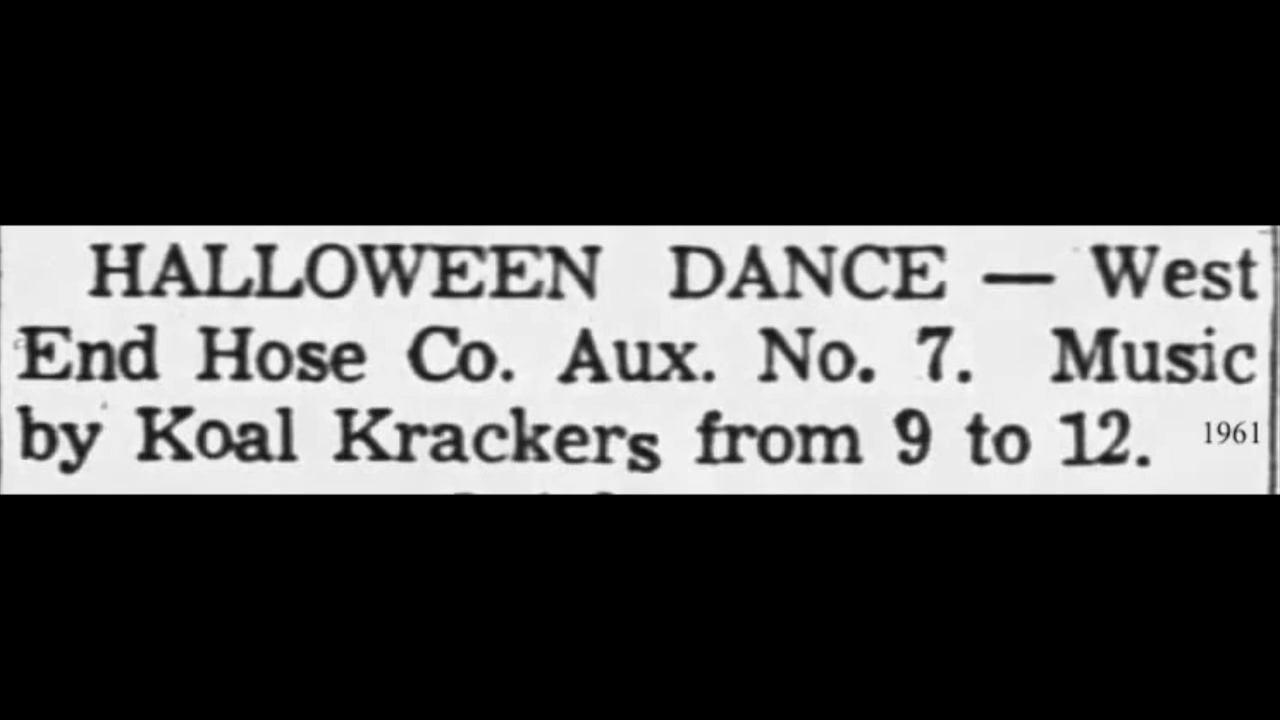 HALLOWEEN DANCE — West
End Hose Co. Aux. No. 7. Music
by Koal Krackers from 9 to 12. 1961